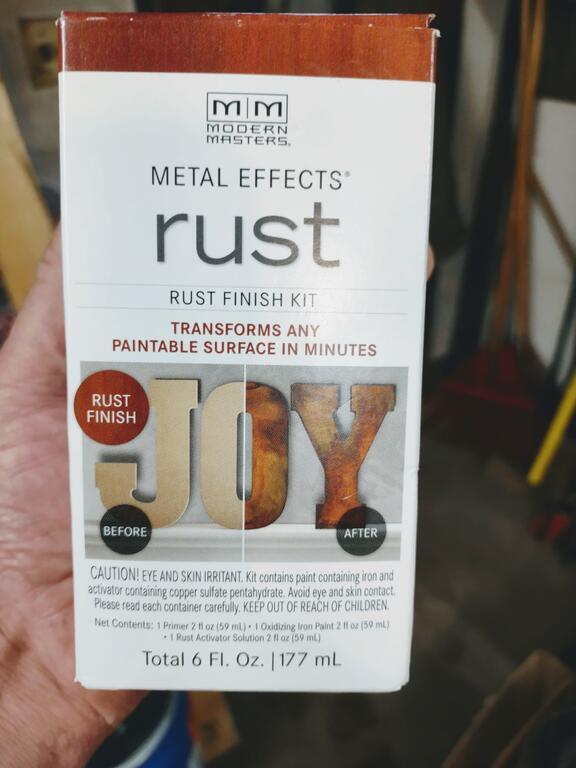 M|M
MODERN
MASTERS®
METAL EFFECTS®
rust
RUST FINISH KIT
TRANSFORMS ANY
PAINTABLE SURFACE IN MINUTES
RUST
FINISH
JOY
BEFORE
AFTER
CAUTION! EYE AND SKIN IRRITANT. Kit contains paint containing iron and
activator containing copper sulfate pentahydrate. Avoid eye and skin contact.
Please read each container carefully. KEEP OUT OF REACH OF CHILDREN.
Net Contents: 1 Primer 2 fl oz (59 mL) • 1 Oxidizing Iron Paint 2 fl oz (59 mL)
• 1 Rust Activator Solution 2 fl oz (59 mL)
Total 6 Fl. Oz. | 177 mL